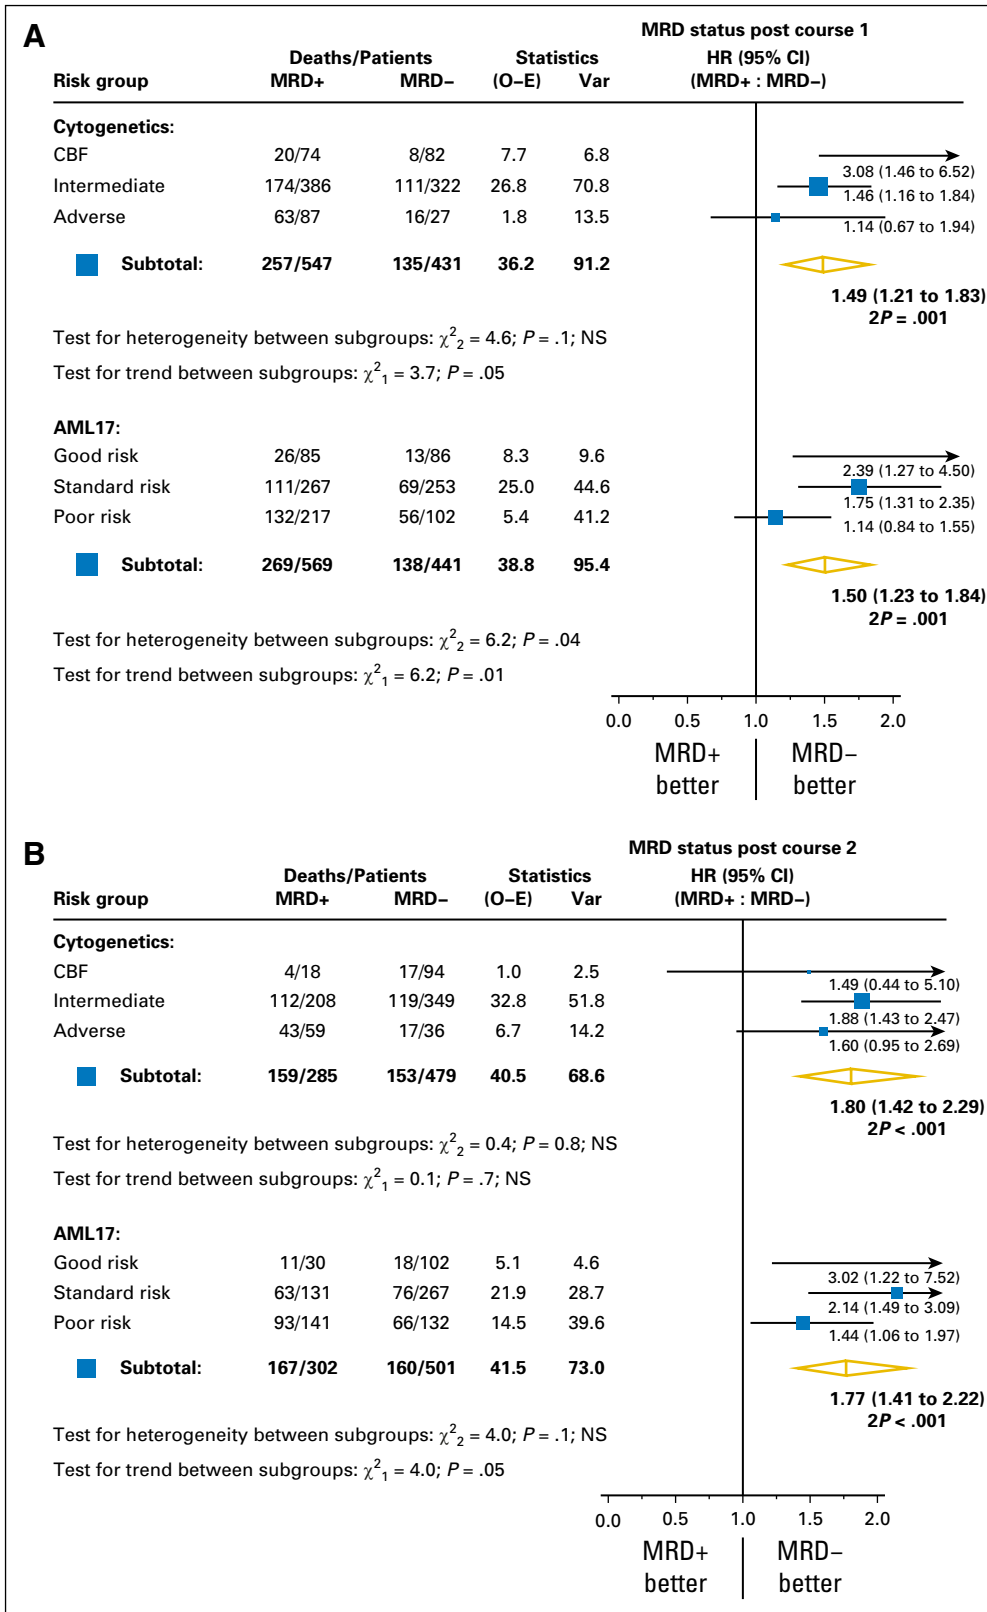 A
MRD status post course 1
Deaths/Patients Statistics HR (95% CI)
Risk group MRD+ MRD− (O−E) Var (MRD+ : MRD−)
Cytogenetics:
CBF 20/74 8/82 7.7 6.8 3.08 (1.46 to 6.52)
Intermediate 174/386 111/322 26.8 70.8 1.46 (1.16 to 1.84)
Adverse 63/87 16/27 1.8 13.5 1.14 (0.67 to 1.94)
Subtotal: 257/547 135/431 36.2 91.2
1.49 (1.21 to 1.83)
2P = .001
Test for heterogeneity between subgroups: χ²₂ = 4.6; P = .1; NS
Test for trend between subgroups: χ²₁ = 3.7; P = .05
AML17:
Good risk 26/85 13/86 8.3 9.6 2.39 (1.27 to 4.50)
Standard risk 111/267 69/253 25.0 44.6 1.75 (1.31 to 2.35)
Poor risk 132/217 56/102 5.4 41.2 1.14 (0.84 to 1.55)
Subtotal: 269/569 138/441 38.8 95.4
1.50 (1.23 to 1.84)
2P = .001
Test for heterogeneity between subgroups: χ²₂ = 6.2; P = .04
Test for trend between subgroups: χ²₁ = 6.2; P = .01
0.0 0.5 1.0 1.5 2.0
MRD+ MRD−
better better
B
MRD status post course 2
Deaths/Patients Statistics HR (95% CI)
Risk group MRD+ MRD− (O−E) Var (MRD+ : MRD−)
Cytogenetics:
CBF 4/18 17/94 1.0 2.5 1.49 (0.44 to 5.10)
Intermediate 112/208 119/349 32.8 51.8 1.88 (1.43 to 2.47)
Adverse 43/59 17/36 6.7 14.2 1.60 (0.95 to 2.69)
Subtotal: 159/285 153/479 40.5 68.6
1.80 (1.42 to 2.29)
2P < .001
Test for heterogeneity between subgroups: χ²₂ = 0.4; P = 0.8; NS
Test for trend between subgroups: χ²₁ = 0.1; P = .7; NS
AML17:
Good risk 11/30 18/102 5.1 4.6 3.02 (1.22 to 7.52)
Standard risk 63/131 76/267 21.9 28.7 2.14 (1.49 to 3.09)
Poor risk 93/141 66/132 14.5 39.6 1.44 (1.06 to 1.97)
Subtotal: 167/302 160/501 41.5 73.0
1.77 (1.41 to 2.22)
2P < .001
Test for heterogeneity between subgroups: χ²₂ = 4.0; P = .1; NS
Test for trend between subgroups: χ²₁ = 4.0; P = .05
0.0 0.5 1.0 1.5 2.0
MRD+ MRD−
better better